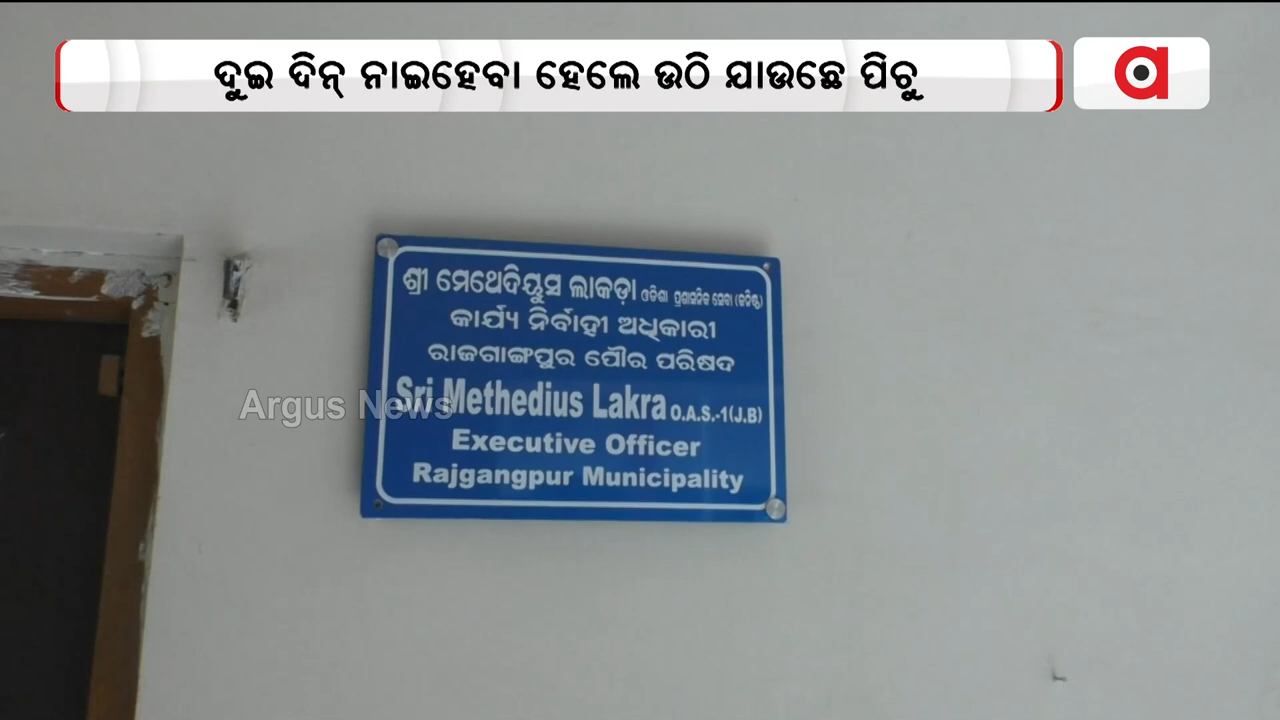 ଦୁଇ ଦିନ୍ ନାଇହେବା ହେଲେ ଉଠି ଯାଉଛେ ପିଚୁ
a
ଶ୍ରୀ ମେଥେଦିୟୁସ ଲାକଡ଼ା ଓଡିଶା ପ୍ରଶାସନିକ ସେବା (କନିଷ୍ଠ)
କାର୍ଯ୍ୟ ନିର୍ବାହୀ ଅଧିକାରୀ
ରାଜଗାଙ୍ଗପୁର ପୌର ପରିଷଦ
Sri Methedius Lakra O.A.S.-1(J.B)
Argus News
Executive Officer
Rajgangpur Municipality